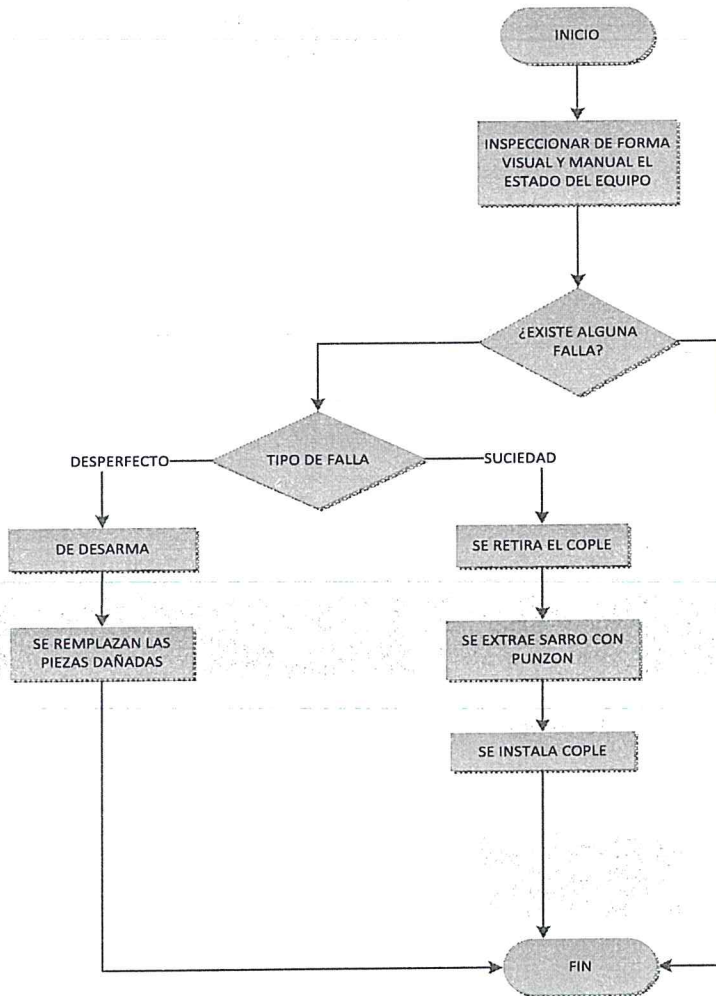 INICIO
INSPECCIONAR DE FORMA
VISUAL Y MANUAL EL
ESTADO DEL EQUIPO
¿EXISTE ALGUNA
FALLA?
DESPERFECTO
TIPO DE FALLA
SUCIEDAD
DE DESARMA
SE RETIRA EL COPLE
SE REMPLAZAN LAS
PIEZAS DAÑADAS
SE EXTRAE SARRO CON
PUNZON
SE INSTALA COPLE
FIN